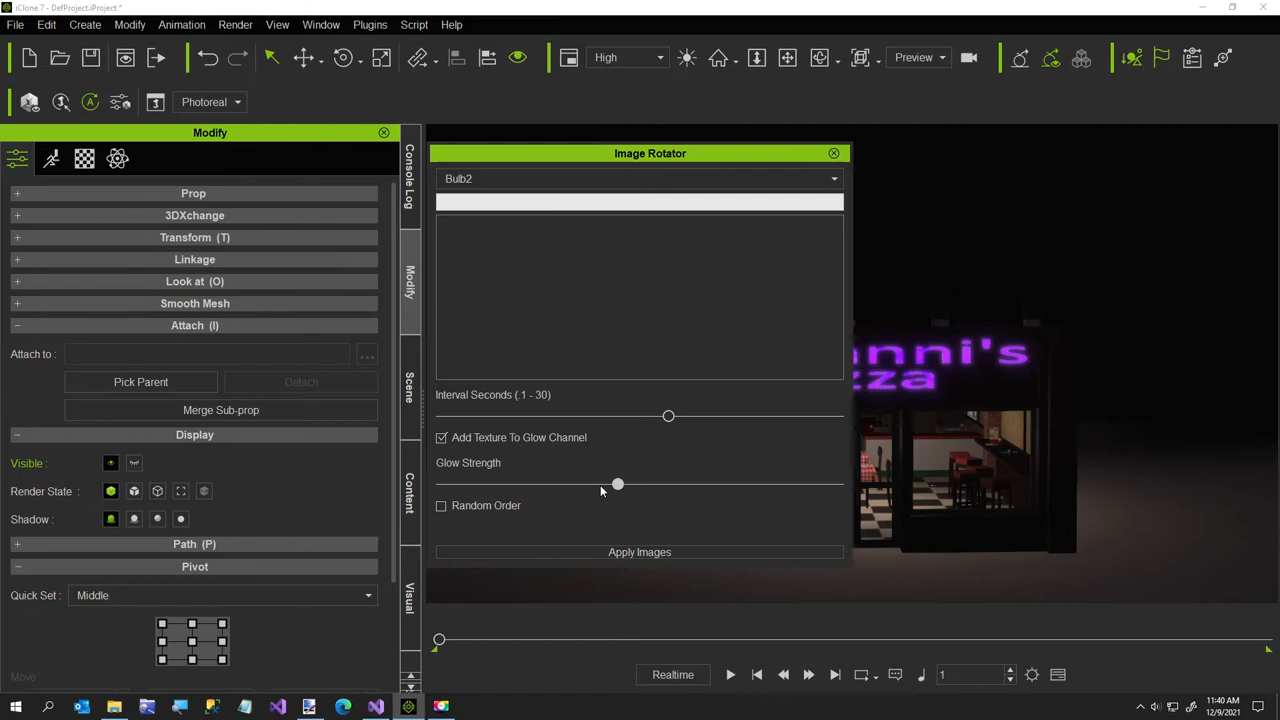 iClone 7 - DefProject.iProject *
File Edit Create Modify Animation Render View Window Plugins Script Help
High
Preview
Photoreal
Modify
Prop
3DXchange
Transform (T)
Linkage
Look at (O)
Smooth Mesh
Attach (I)
Attach to :
...
Pick Parent Detach
Merge Sub-prop
Display
Visible :
Render State :
Shadow :
Path (P)
Pivot
Quick Set : Middle
Move :
Console Log
Modify
Scene
Content
Visual
Image Rotator
Bulb2
Interval Seconds (.1 - 30)
Add Texture To Glow Channel
Glow Strength
Random Order
Apply Images
anni's
zza
Realtime
1
11:40 AM
12/9/2021